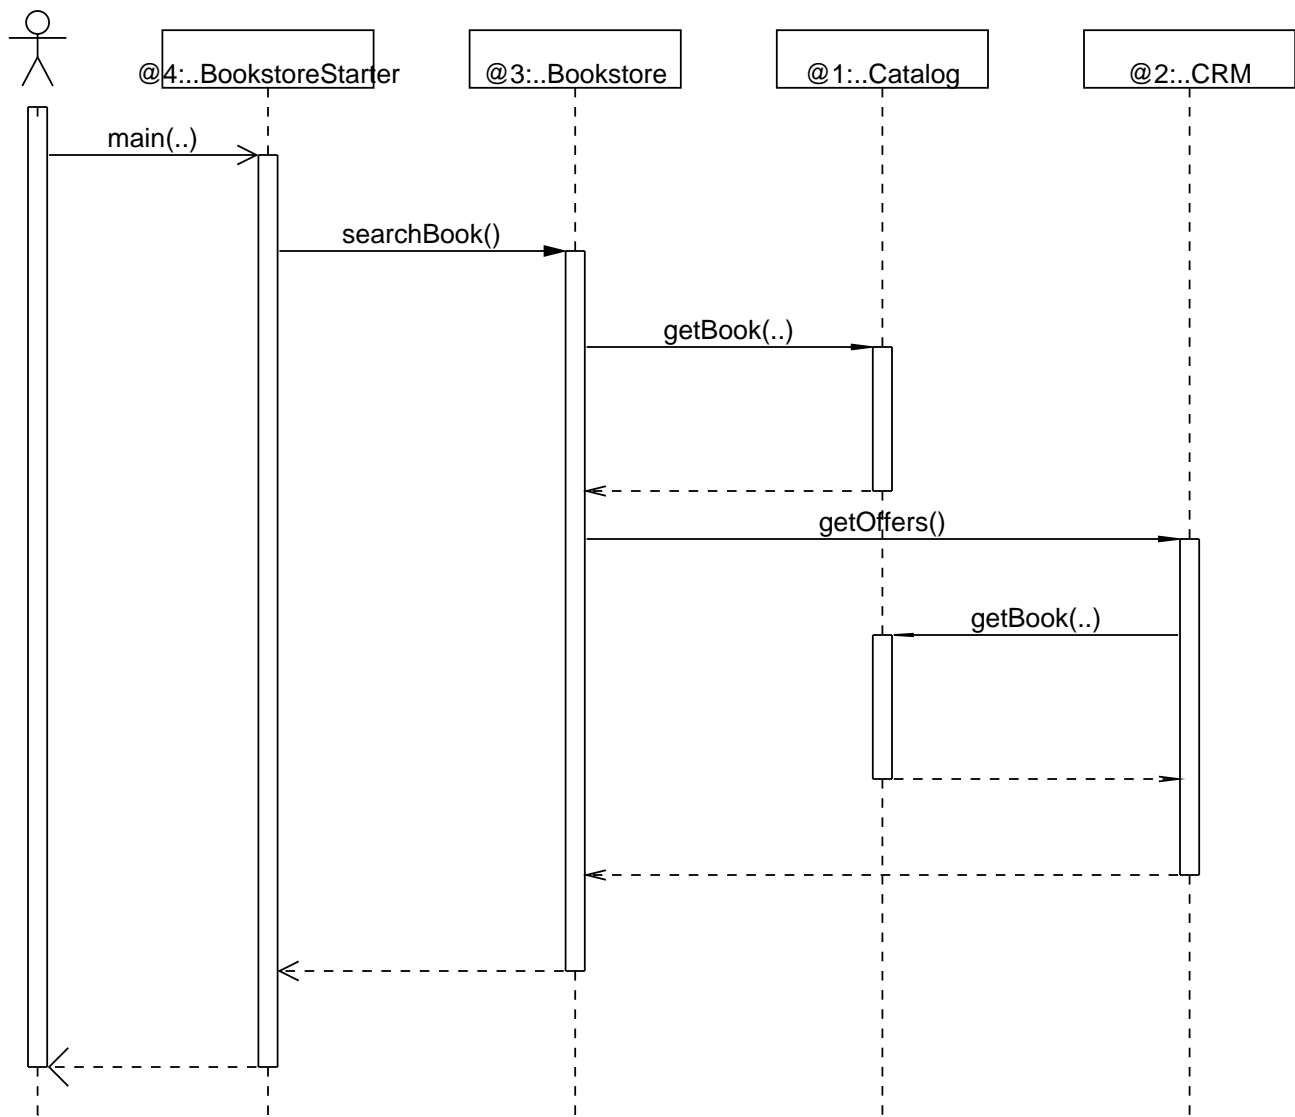 @4:..BookstoreStarter
@3:..Bookstore
@1:..Catalog
@2:..CRM
main(..)
searchBook()
getBook(..)
getOffers()
getBook(..)